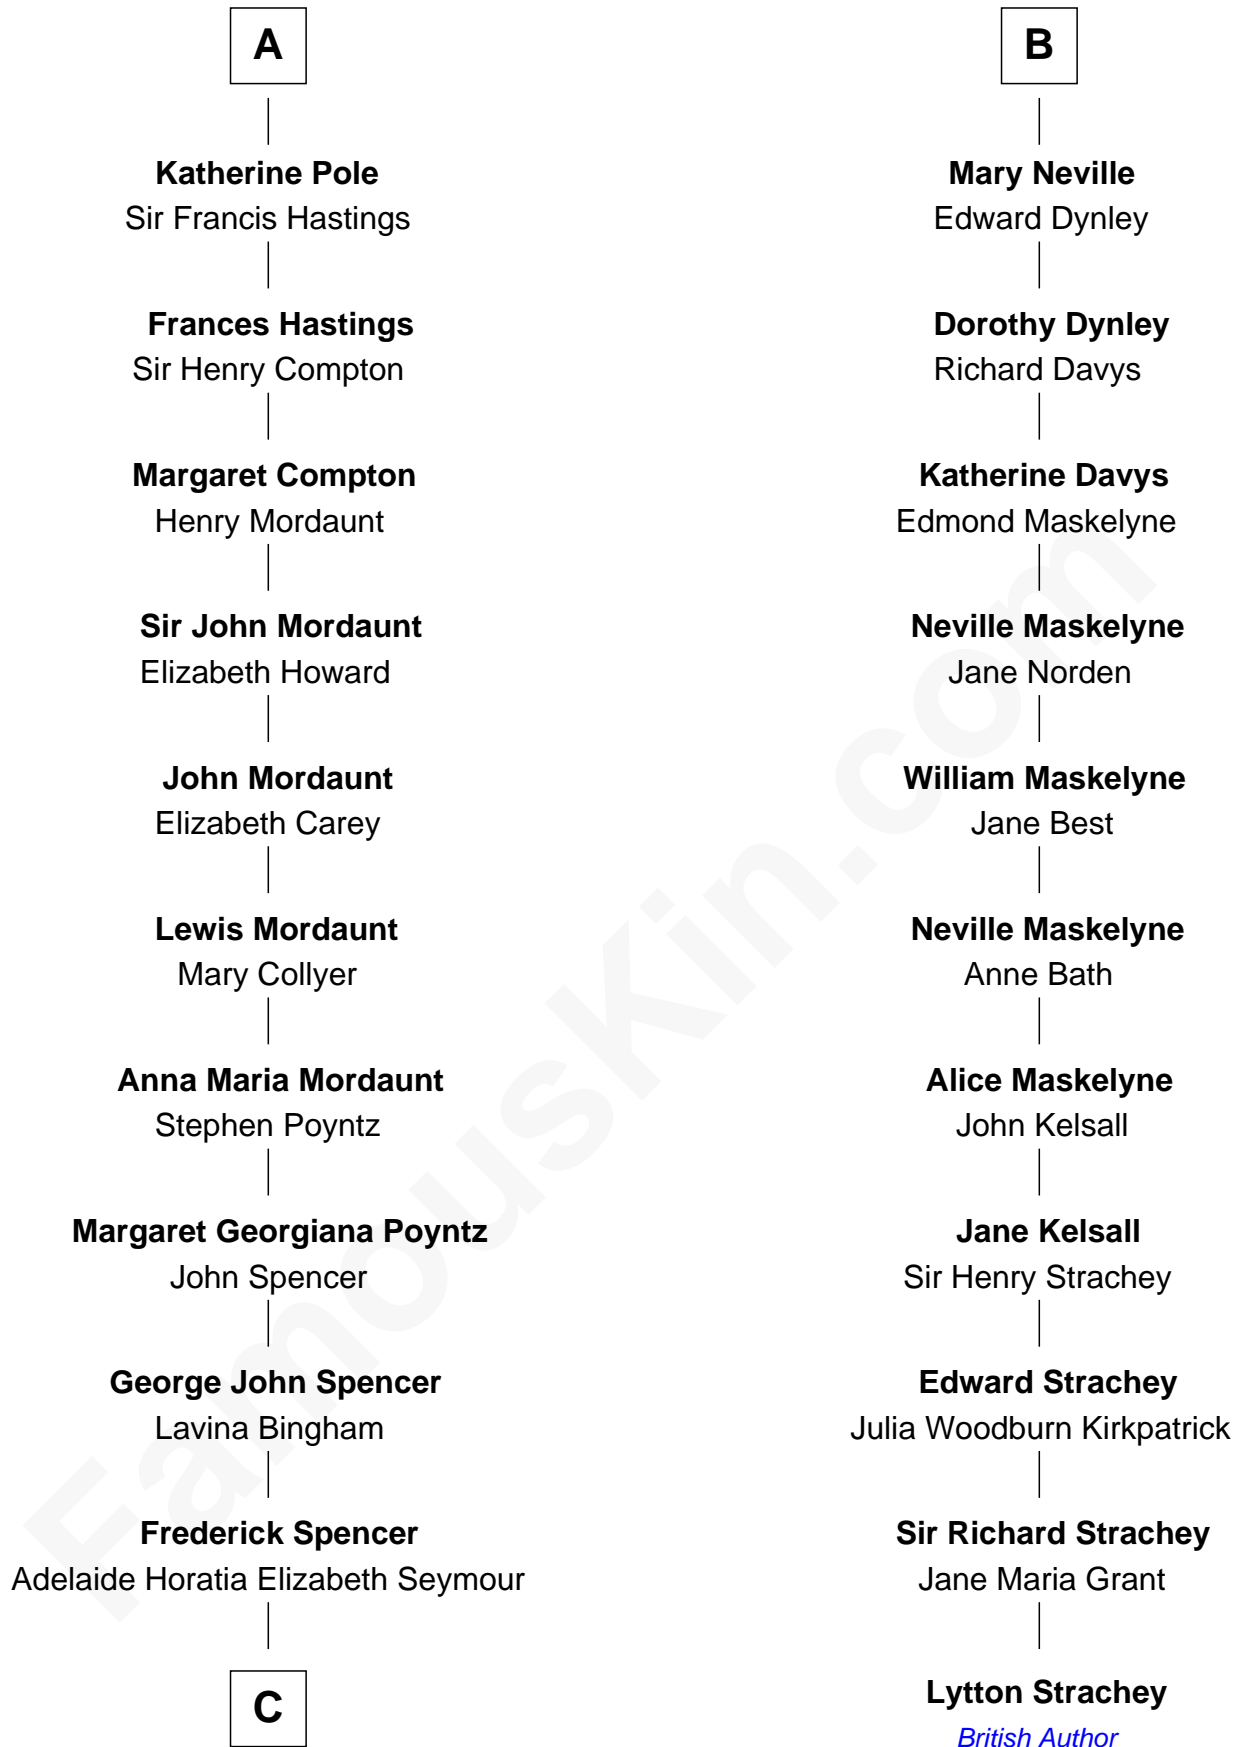 A
Katherine Pole
Sir Francis Hastings
Frances Hastings
Sir Henry Compton
Margaret Compton
Henry Mordaunt
Sir John Mordaunt
Elizabeth Howard
John Mordaunt
Elizabeth Carey
Lewis Mordaunt
Mary Collyer
Anna Maria Mordaunt
Stephen Poyntz
Margaret Georgiana Poyntz
John Spencer
George John Spencer
Lavina Bingham
Frederick Spencer
Adelaide Horatia Elizabeth Seymour
C
B
Mary Neville
Edward Dynley
Dorothy Dynley
Richard Davys
Katherine Davys
Edmond Maskelyne
Neville Maskelyne
Jane Norden
William Maskelyne
Jane Best
Neville Maskelyne
Anne Bath
Alice Maskelyne
John Kelsall
Jane Kelsall
Sir Henry Strachey
Edward Strachey
Julia Woodburn Kirkpatrick
Sir Richard Strachey
Jane Maria Grant
Lytton Strachey
British Author
FamousKin.com